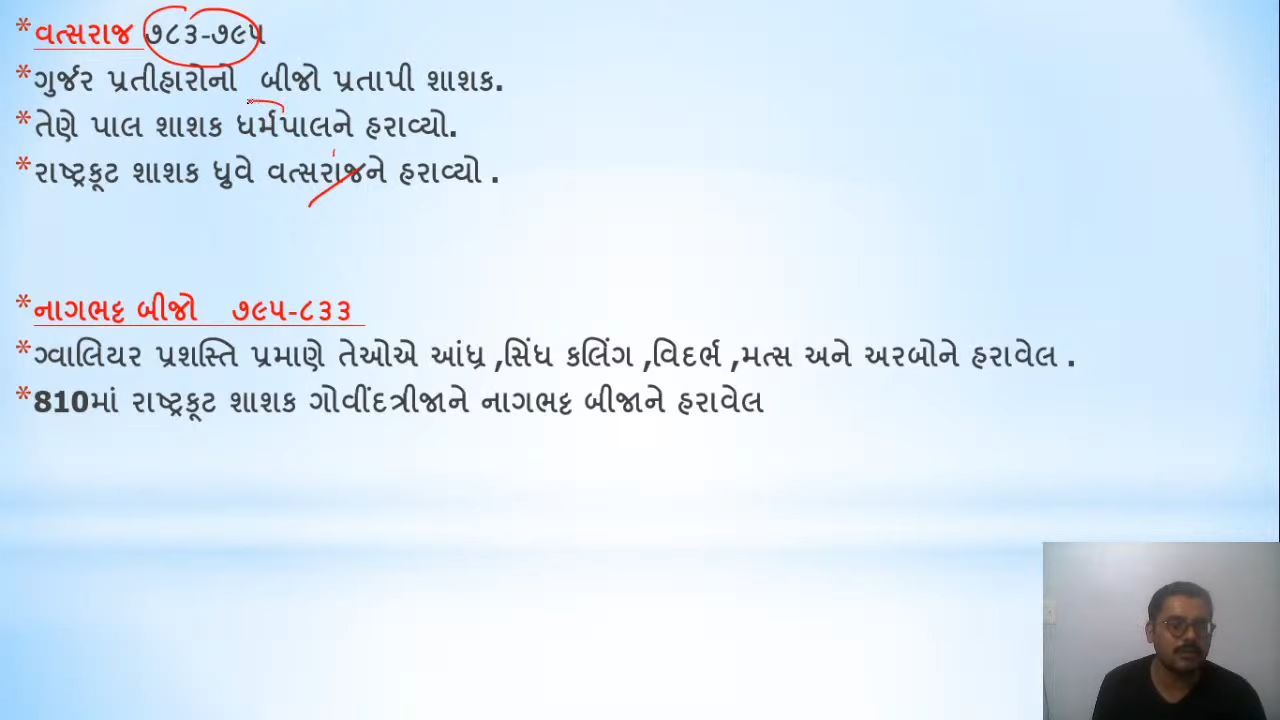 *વત્સરાજ ૭૮૩-૭૯૫
*ગુર્જર પ્રતીહારોનો બીજો પ્રતાપી શાશક.
*તેણે પાલ શાશક ધર્મપાલને હરાવ્યો.
*રાષ્ટ્રકૂટ શાશક ધ્રુવે વત્સરાજને હરાવ્યો .
*નાગભટ્ટ બીજો ૭૯૫-૮૩૩
*ગ્વાલિયર પ્રશસ્તિ પ્રમાણે તેઓએ આંધ્ર ,સિંધ કલિંગ ,વિદર્ભ ,મત્સ અને અરબોને હરાવેલ .
*810માં રાષ્ટ્રકૂટ શાશક ગોવીંદત્રીજાને નાગભટ્ટ બીજાને હરાવેલ